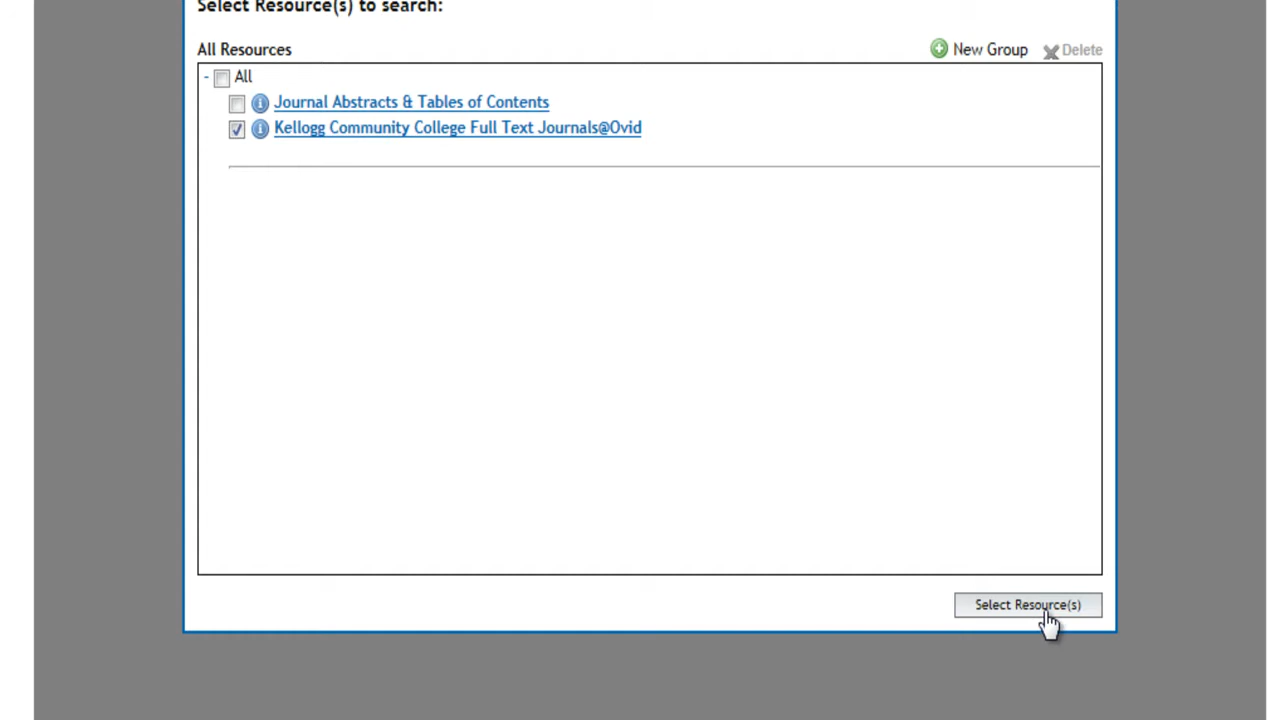 Select Resource(s) to search:
All Resources
New Group
Delete
- All
Journal Abstracts & Tables of Contents
Kellogg Community College Full Text Journals@Ovid
Select Resource(s)